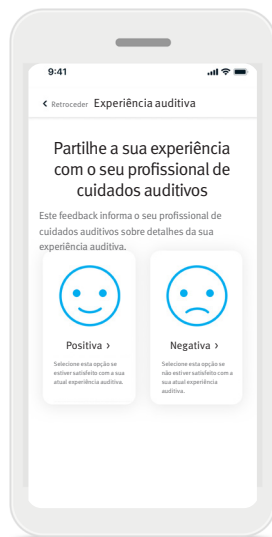 9:41
Retroceder Experiência auditiva
Partilhe a sua experiência
com o seu profissional de
cuidados auditivos
Este feedback informa o seu profissional de
cuidados auditivos sobre detalhes da sua
experiência auditiva.
Positiva
Selecione esta opção se
estiver satisfeito com a sua
atual experiência auditiva.
Negativa
Selecione esta opção se
não estiver satisfeito com a
sua atual experiência
auditiva.